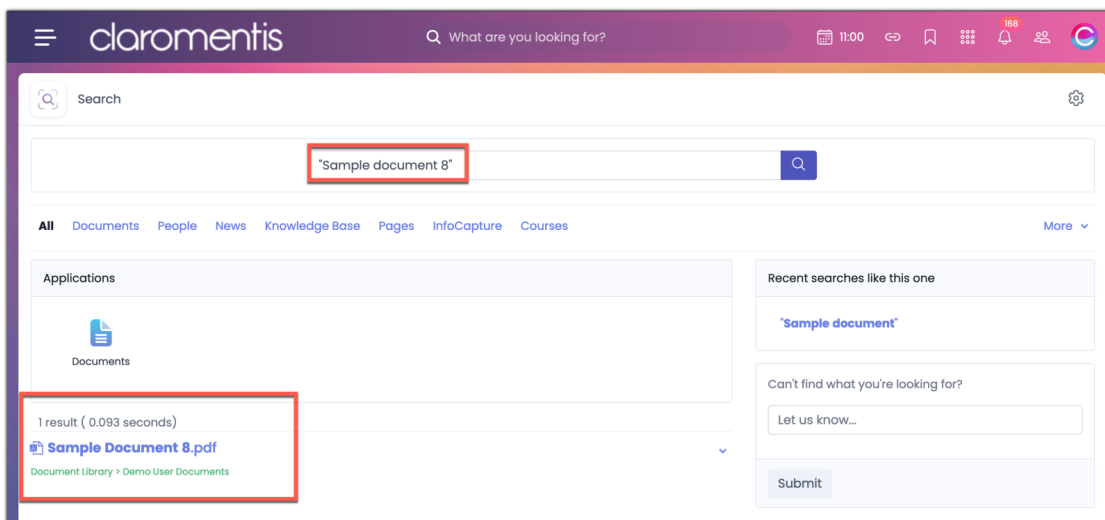 claromentis
What are you looking for?
11:00
168
Search
"Sample document 8"
All Documents People News Knowledge Base Pages InfoCapture Courses More
Applications
Documents
Recent searches like this one
"Sample document"
Can't find what you're looking for?
Let us know...
Submit
1 result ( 0.093 seconds)
Sample Document 8.pdf
Document Library > Demo User Documents